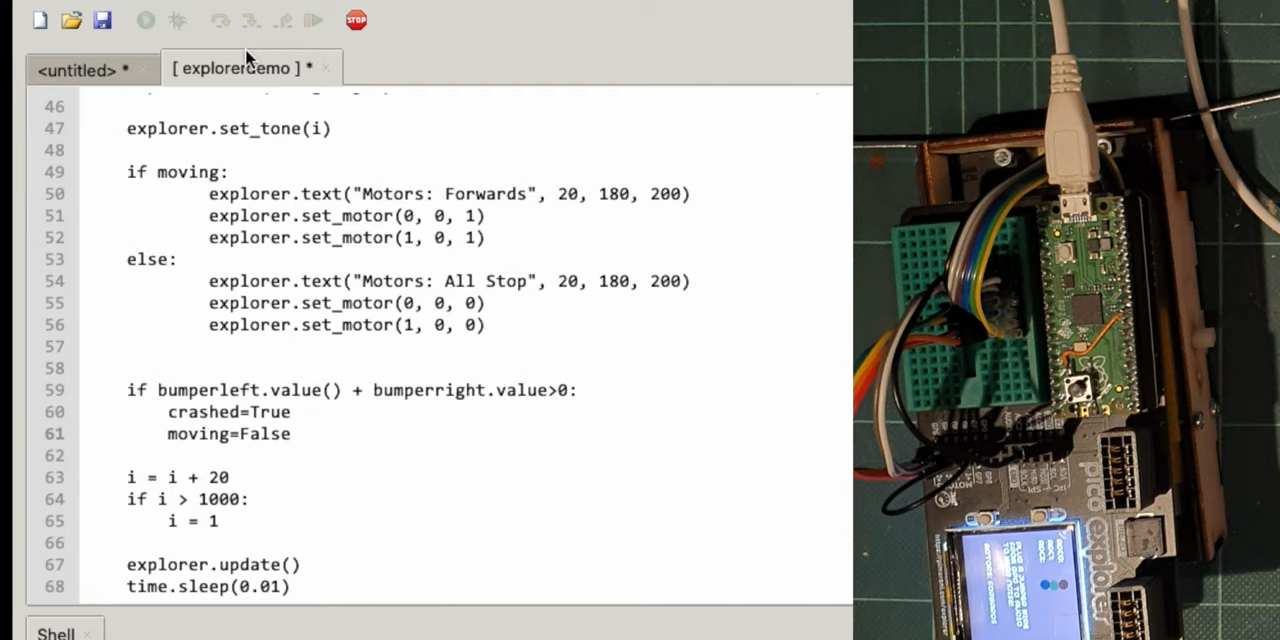 STOP
<untitled> *
[ explorerdemo ] *
46
47 explorer.set_tone(i)
48
49 if moving:
50 explorer.text("Motors: Forwards", 20, 180, 200)
51 explorer.set_motor(0, 0, 1)
52 explorer.set_motor(1, 0, 1)
53 else:
54 explorer.text("Motors: All Stop", 20, 180, 200)
55 explorer.set_motor(0, 0, 0)
56 explorer.set_motor(1, 0, 0)
57
58
59 if bumperleft.value() + bumperright.value>0:
60 crashed=True
61 moving=False
62
63 i = i + 20
64 if i > 1000:
65 i = 1
66
67 explorer.update()
68 time.sleep(0.01)
Shell
pico explorer
MOTORS: FORWARDS